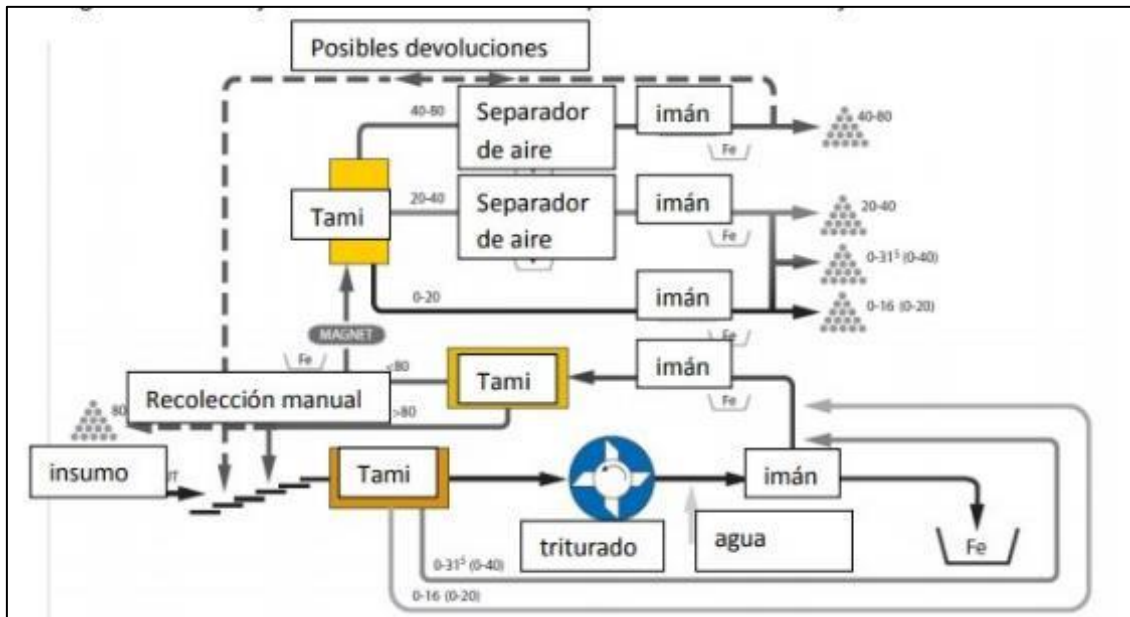 Posibles devoluciones
40-80
Separador
de aire
imán
Fe
40-80
Tami
20-40
Separador
de aire
imán
Fe
20-40
0-31⁵ (0-40)
0-20
imán
Fe
0-16 (0-20)
MAGNET
Fe
<80
Tami
imán
Fe
Recolección manual
>80
80
insumo
Tami
triturado
agua
imán
Fe
0-31⁵ (0-40)
0-16 (0-20)